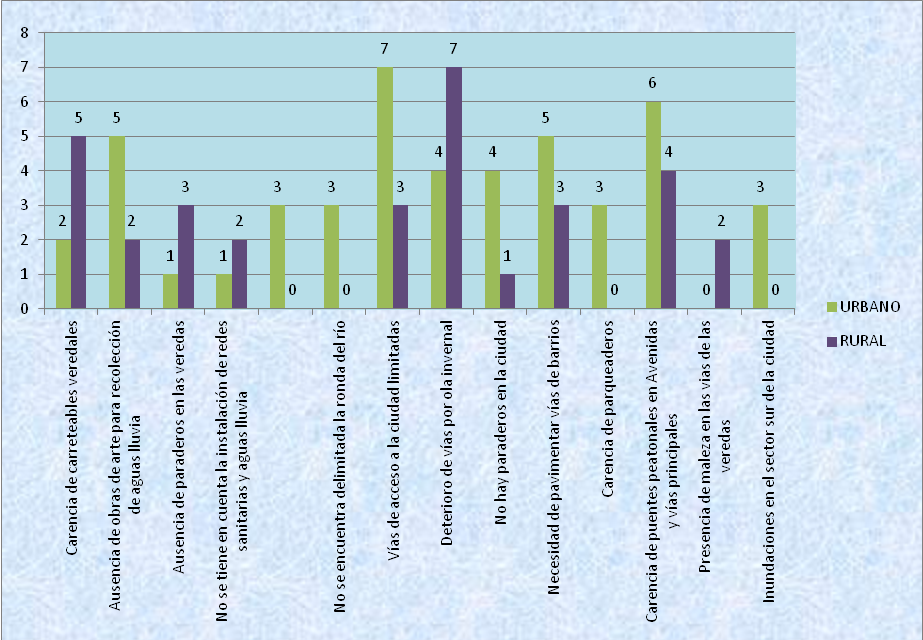 8
7
6
5
4
3
2
1
0
2
5
5
2
1
3
1
2
3
0
3
0
7
3
4
7
4
1
5
3
3
0
6
4
0
2
3
0
Carencia de carreteables veredales
Ausencia de obras de arte para recolección
de aguas lluvia
Ausencia de paraderos en las veredas
No se tiene en cuenta la instalación de redes
sanitarias y aguas lluvia
No se encuentra delimitada la ronda del río
Vías de acceso a la ciudad limitadas
Deterioro de vías por ola invernal
No hay paraderos en la ciudad
Necesidad de pavimentar vías de barrios
Carencia de parqueaderos
Carencia de puentes peatonales en Avenidas
y vías principales
Presencia de maleza en las vías de las
veredas
Inundaciones en el sector sur de la ciudad
URBANO
RURAL